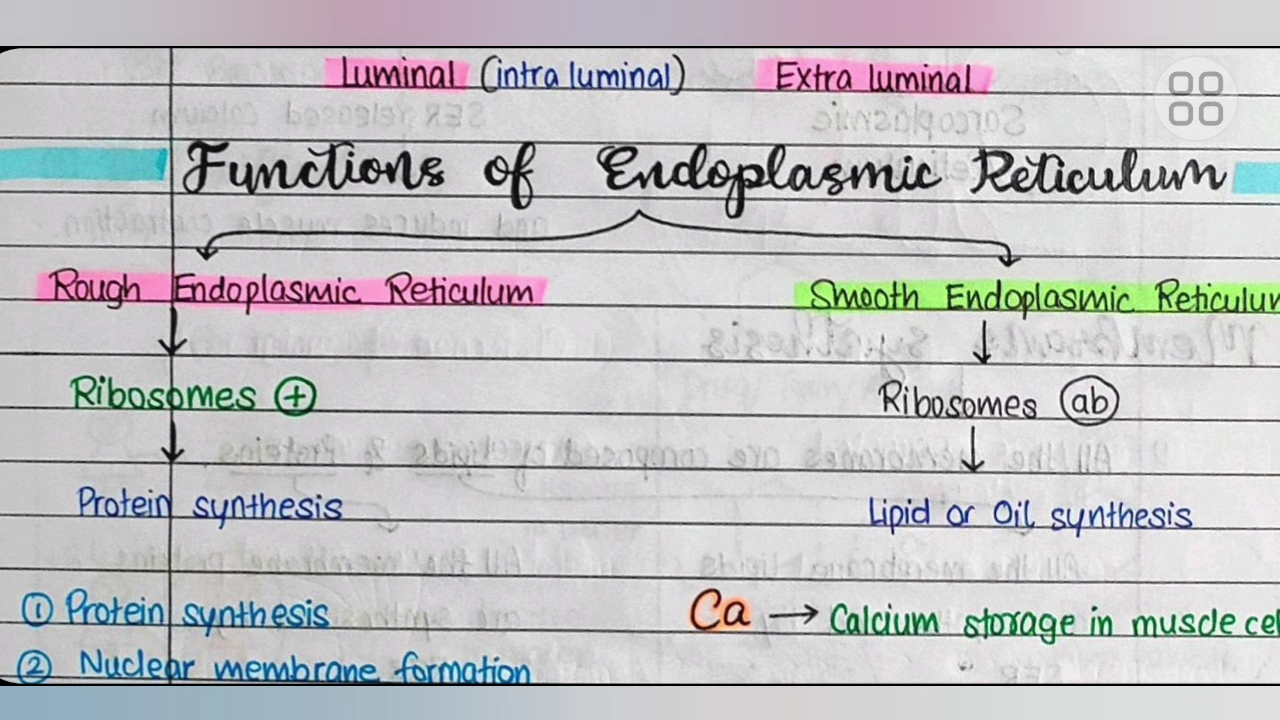 Luminal (intra luminal) Extra luminal
Functions of Endoplasmic Reticulum
Rough Endoplasmic Reticulum Smooth Endoplasmic Reticulu
Ribosomes + Ribosomes ab
Protein synthesis Lipid or Oil synthesis
① Protein synthesis Ca → Calcium storage in muscle cel
② Nuclear membrane formation